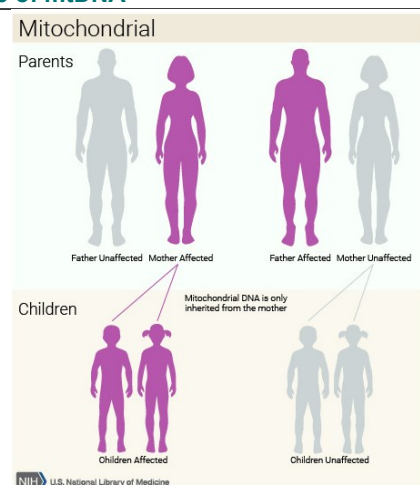 Mitochondrial
Parents
Father Unaffected Mother Affected
Father Affected Mother Unaffected
Children
Mitochondrial DNA is only
inherited from the mother
Children Affected
Children Unaffected
NIH U.S. National Library of Medicine